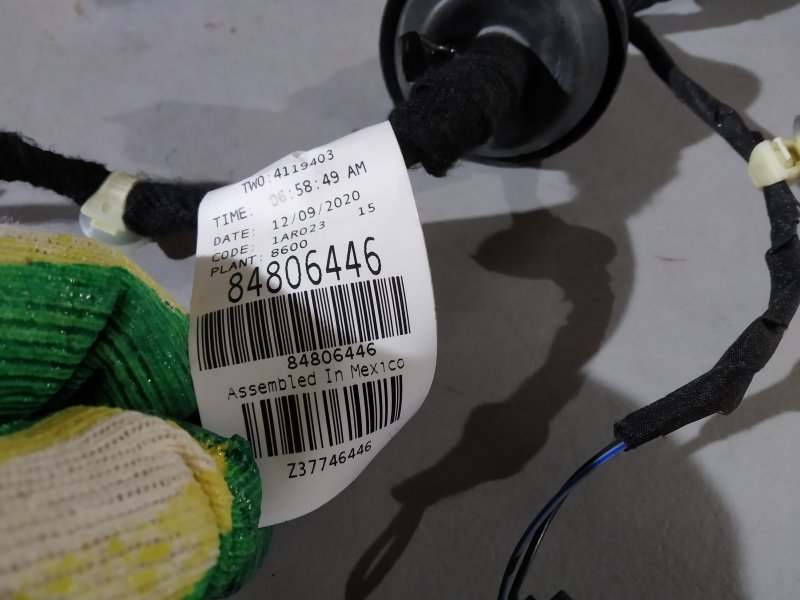 TWO:4119403
TIME: 06:58:49 AM
DATE: 12/09/2020
CODE: 1AR023 15
PLANT: 8600
84806446
84806446
Assembled In Mexico
Z37746446